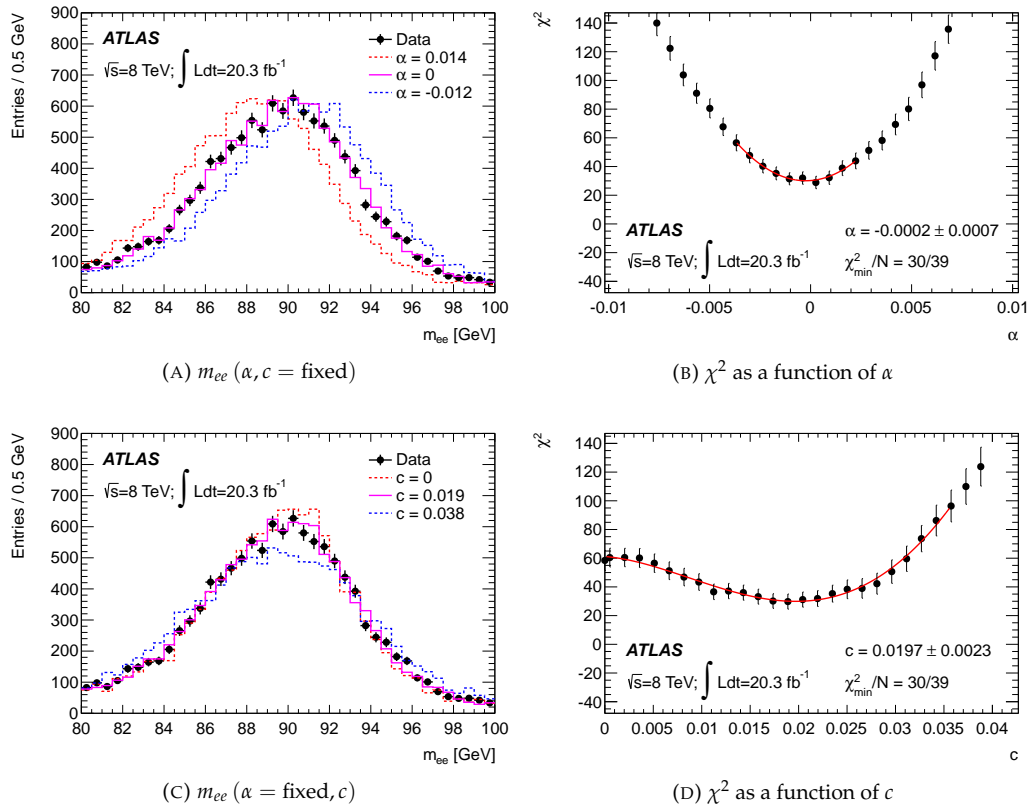 Entries / 0.5 GeV
900
800
700
600
500
400
300
200
100
0
ATLAS
√s=8 TeV; ∫ Ldt=20.3 fb⁻¹
Data
α = 0.014
α = 0
α = -0.012
80 82 84 86 88 90 92 94 96 98 100
m_ee [GeV]
(A) m_ee (α, c = fixed)
χ²
140
120
100
80
60
40
20
0
-20
-40
ATLAS
√s=8 TeV; ∫ Ldt=20.3 fb⁻¹
α = -0.0002 ± 0.0007
χ²_min/N = 30/39
-0.01 -0.005 0 0.005 0.01
α
(B) χ² as a function of α
Entries / 0.5 GeV
900
800
700
600
500
400
300
200
100
0
ATLAS
√s=8 TeV; ∫ Ldt=20.3 fb⁻¹
Data
c = 0
c = 0.019
c = 0.038
80 82 84 86 88 90 92 94 96 98 100
m_ee [GeV]
(C) m_ee (α = fixed, c)
χ²
140
120
100
80
60
40
20
0
-20
-40
ATLAS
√s=8 TeV; ∫ Ldt=20.3 fb⁻¹
c = 0.0197 ± 0.0023
χ²_min/N = 30/39
0 0.005 0.01 0.015 0.02 0.025 0.03 0.035 0.04
c
(D) χ² as a function of c